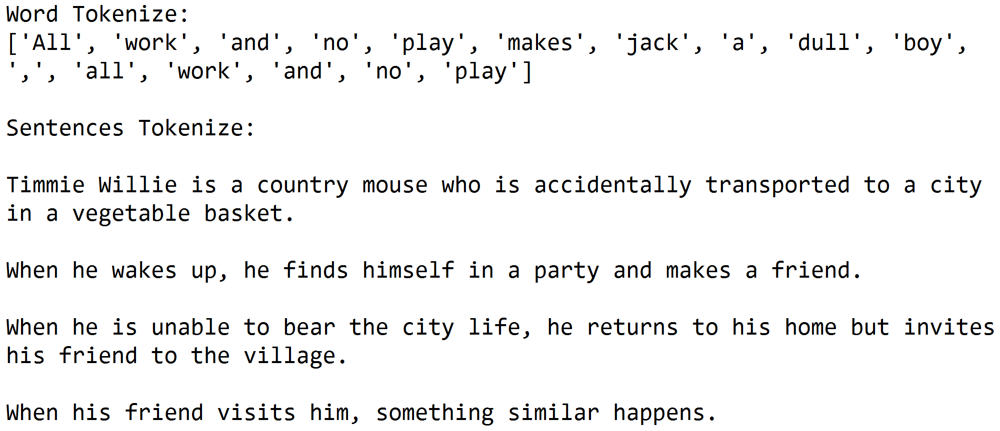 Word Tokenize:
['All', 'work', 'and', 'no', 'play', 'makes', 'jack', 'a', 'dull', 'boy',
',', 'all', 'work', 'and', 'no', 'play']
Sentences Tokenize:
Timmie Willie is a country mouse who is accidentally transported to a city
in a vegetable basket.
When he wakes up, he finds himself in a party and makes a friend.
When he is unable to bear the city life, he returns to his home but invites
his friend to the village.
When his friend visits him, something similar happens.